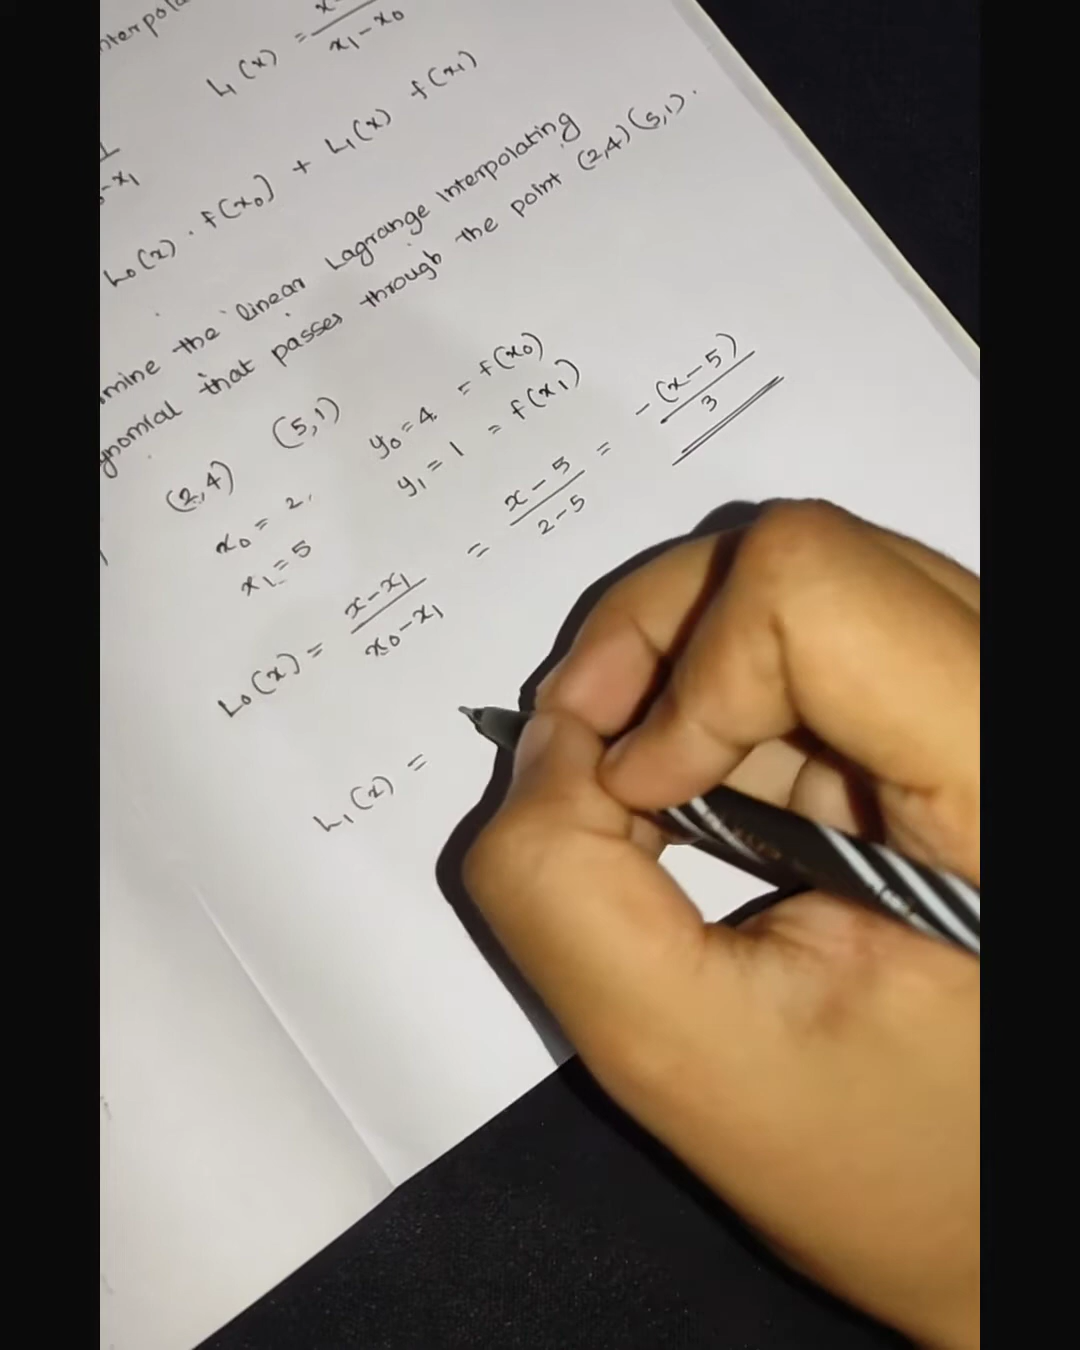 L₁(x) = x
x₁-x₀
-x₁
L₀(x) . f(x₀) + L₁(x) f(x₁)
mine the linear Lagrange Interpolating
ynomial that passes through the point (2,4) (5,1).
(2,4) (5,1)
x₀ = 2, y₀ = 4 = f(x₀)
x₁ = 5 y₁ = 1 = f(x₁)
L₀(x) = x-x₁ / x₀-x₁ = x-5 / 2-5 = -(x-5) / 3
L₁(x) =